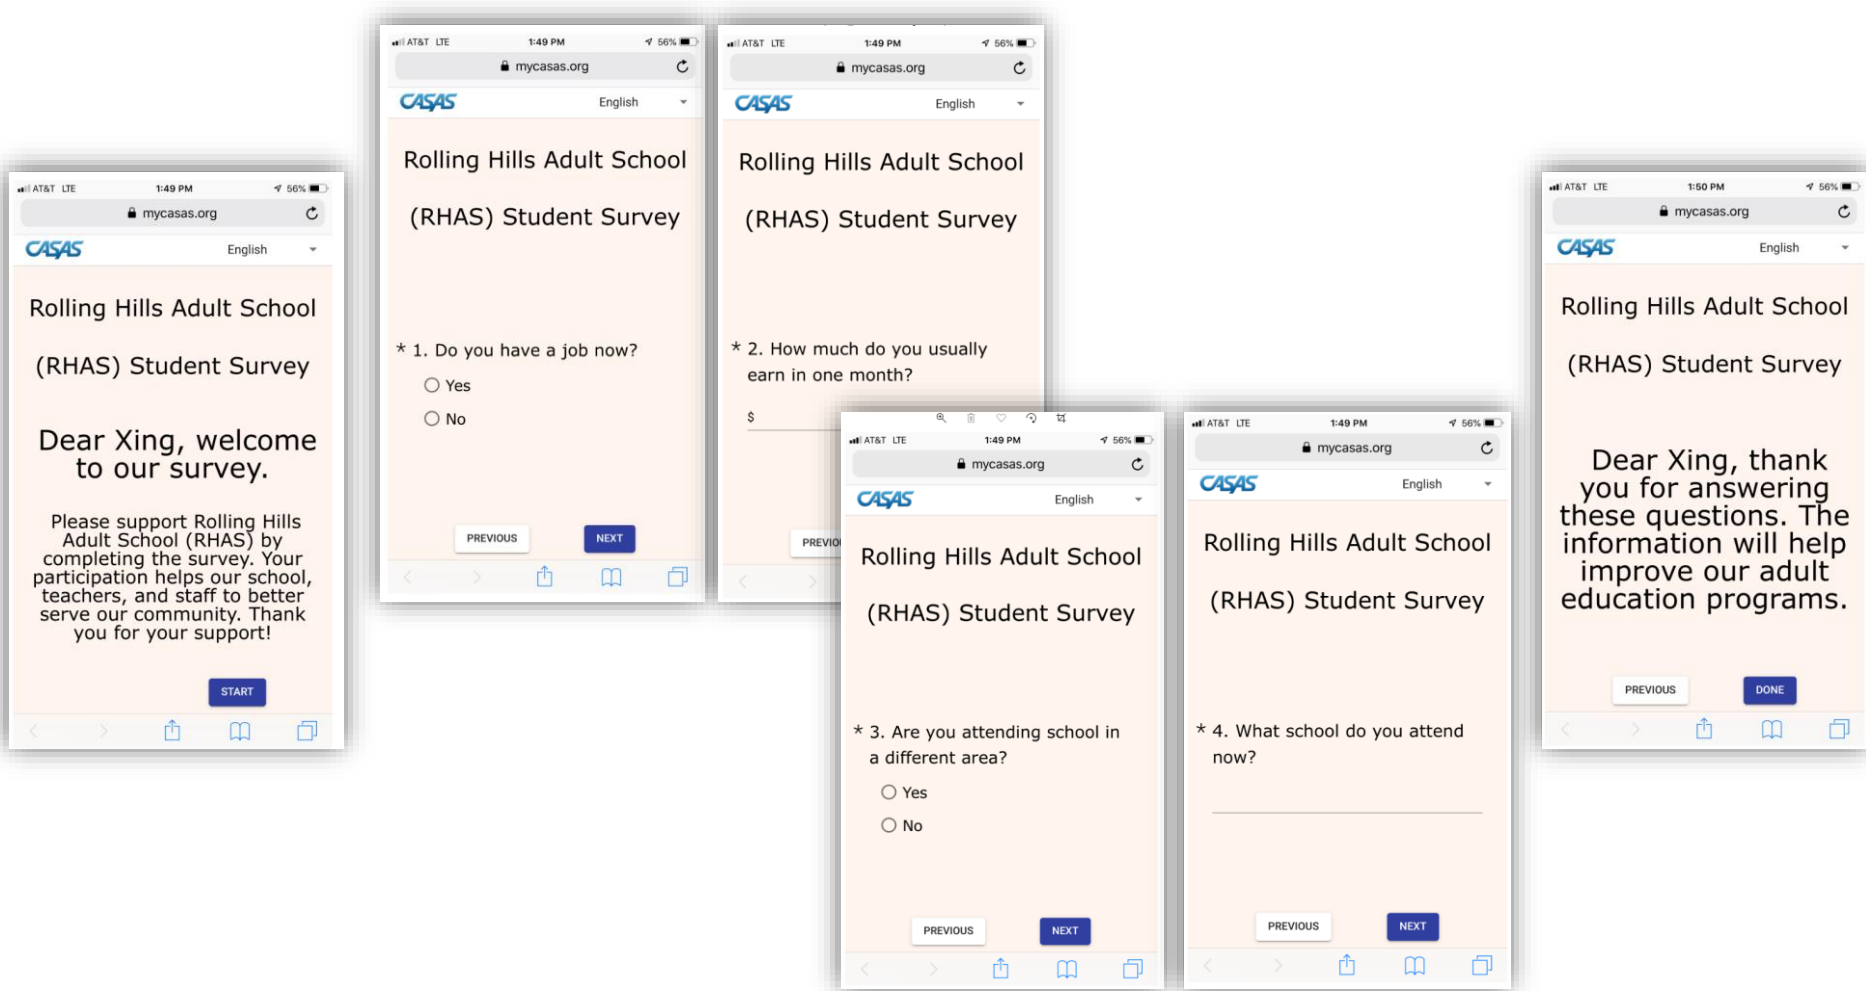 AT&T LTE 1:49 PM 56%
mycasas.org
CASAS English
Rolling Hills Adult School
(RHAS) Student Survey
Dear Xing, welcome
to our survey.
Please support Rolling Hills
Adult School (RHAS) by
completing the survey. Your
participation helps our school,
teachers, and staff to better
serve our community. Thank
you for your support!
START
AT&T LTE 1:49 PM 56%
mycasas.org
CASAS English
Rolling Hills Adult School
(RHAS) Student Survey
* 1. Do you have a job now?
Yes
No
PREVIOUS NEXT
AT&T LTE 1:49 PM 56%
mycasas.org
CASAS English
Rolling Hills Adult School
(RHAS) Student Survey
* 2. How much do you usually
earn in one month?
$
PREVIO
AT&T LTE 1:49 PM 56%
mycasas.org
CASAS English
Rolling Hills Adult School
(RHAS) Student Survey
* 3. Are you attending school in
a different area?
Yes
No
PREVIOUS NEXT
AT&T LTE 1:49 PM 56%
mycasas.org
CASAS English
Rolling Hills Adult School
(RHAS) Student Survey
* 4. What school do you attend
now?
PREVIOUS NEXT
AT&T LTE 1:50 PM 56%
mycasas.org
CASAS English
Rolling Hills Adult School
(RHAS) Student Survey
Dear Xing, thank
you for answering
these questions. The
information will help
improve our adult
education programs.
PREVIOUS DONE